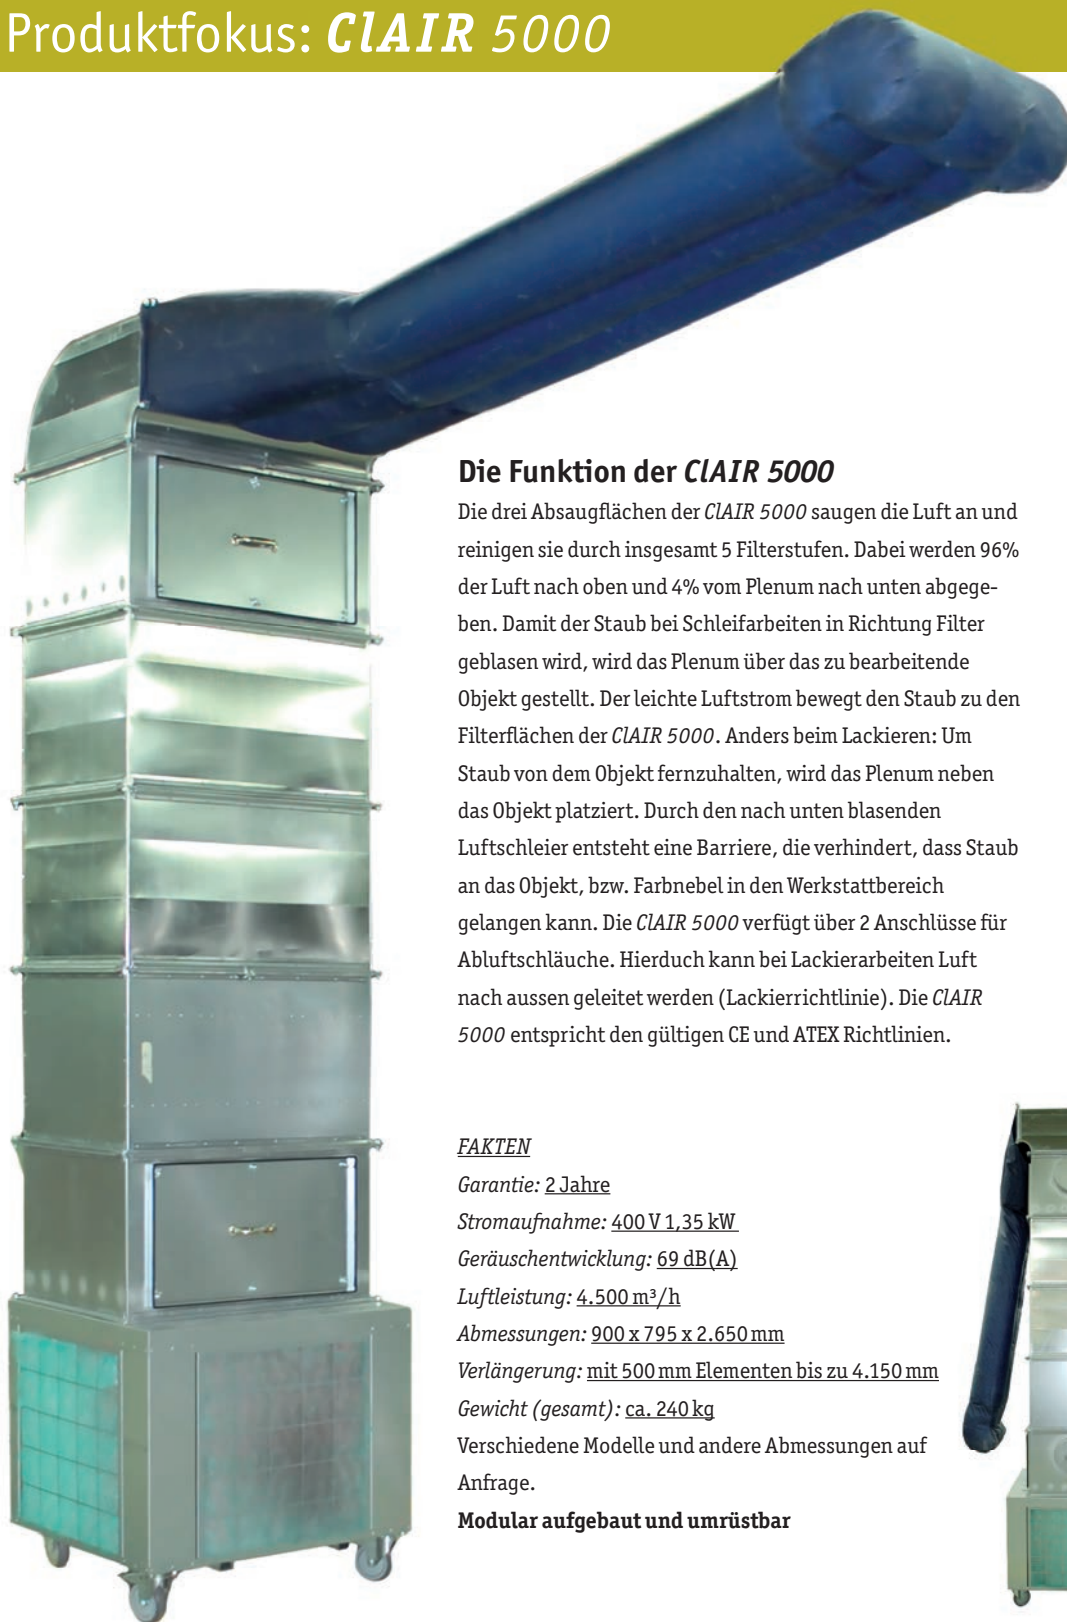 Produktfokus: ClAIR 5000
Die Funktion der ClAIR 5000
Die drei Absaugflächen der ClAIR 5000 saugen die Luft an und
reinigen sie durch insgesamt 5 Filterstufen. Dabei werden 96%
der Luft nach oben und 4% vom Plenum nach unten abgege-
ben. Damit der Staub bei Schleifarbeiten in Richtung Filter
geblasen wird, wird das Plenum über das zu bearbeitende
Objekt gestellt. Der leichte Luftstrom bewegt den Staub zu den
Filterflächen der ClAIR 5000. Anders beim Lackieren: Um
Staub von dem Objekt fernzuhalten, wird das Plenum neben
das Objekt platziert. Durch den nach unten blasenden
Luftschleier entsteht eine Barriere, die verhindert, dass Staub
an das Objekt, bzw. Farbnebel in den Werkstattbereich
gelangen kann. Die ClAIR 5000 verfügt über 2 Anschlüsse für
Abluftschläuche. Hierduch kann bei Lackierarbeiten Luft
nach aussen geleitet werden (Lackierrichtlinie). Die ClAIR
5000 entspricht den gültigen CE und ATEX Richtlinien.
FAKTEN
Garantie: 2 Jahre
Stromaufnahme: 400 V 1,35 kW
Geräuschentwicklung: 69 dB(A)
Luftleistung: 4.500 m³/h
Abmessungen: 900 x 795 x 2.650 mm
Verlängerung: mit 500 mm Elementen bis zu 4.150 mm
Gewicht (gesamt): ca. 240 kg
Verschiedene Modelle und andere Abmessungen auf
Anfrage.
Modular aufgebaut und umrüstbar